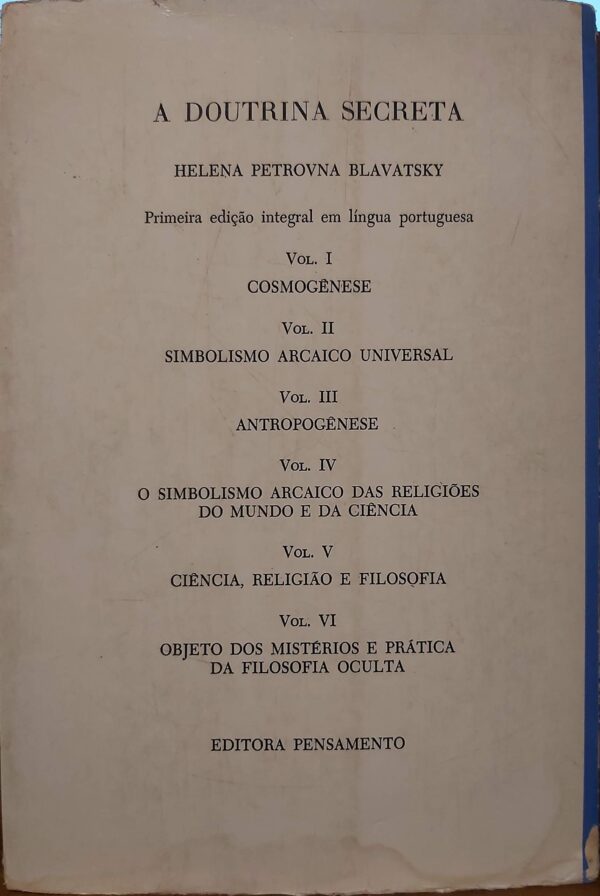 A DOUTRINA SECRETA
HELENA PETROVNA BLAVATSKY
Primeira edição integral em língua portuguesa
Vol. I
COSMOGÊNESE
Vol. II
SIMBOLISMO ARCAICO UNIVERSAL
Vol. III
ANTROPOGÊNESE
Vol. IV
O SIMBOLISMO ARCAICO DAS RELIGIÕES
DO MUNDO E DA CIÊNCIA
Vol. V
CIÊNCIA, RELIGIÃO E FILOSOFIA
Vol. VI
OBJETO DOS MISTÉRIOS E PRÁTICA
DA FILOSOFIA OCULTA
EDITORA PENSAMENTO